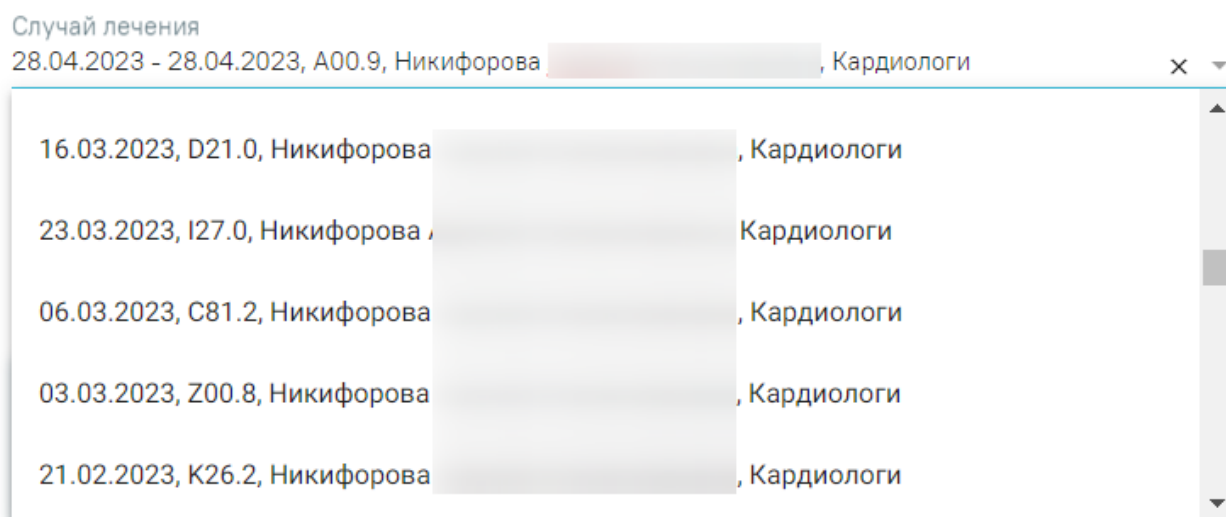 Случай лечения
28.04.2023 - 28.04.2023, A00.9, Никифорова , Кардиологи
16.03.2023, D21.0, Никифорова , Кардиологи
23.03.2023, I27.0, Никифорова Кардиологи
06.03.2023, C81.2, Никифорова , Кардиологи
03.03.2023, Z00.8, Никифорова , Кардиологи
21.02.2023, K26.2, Никифорова , Кардиологи